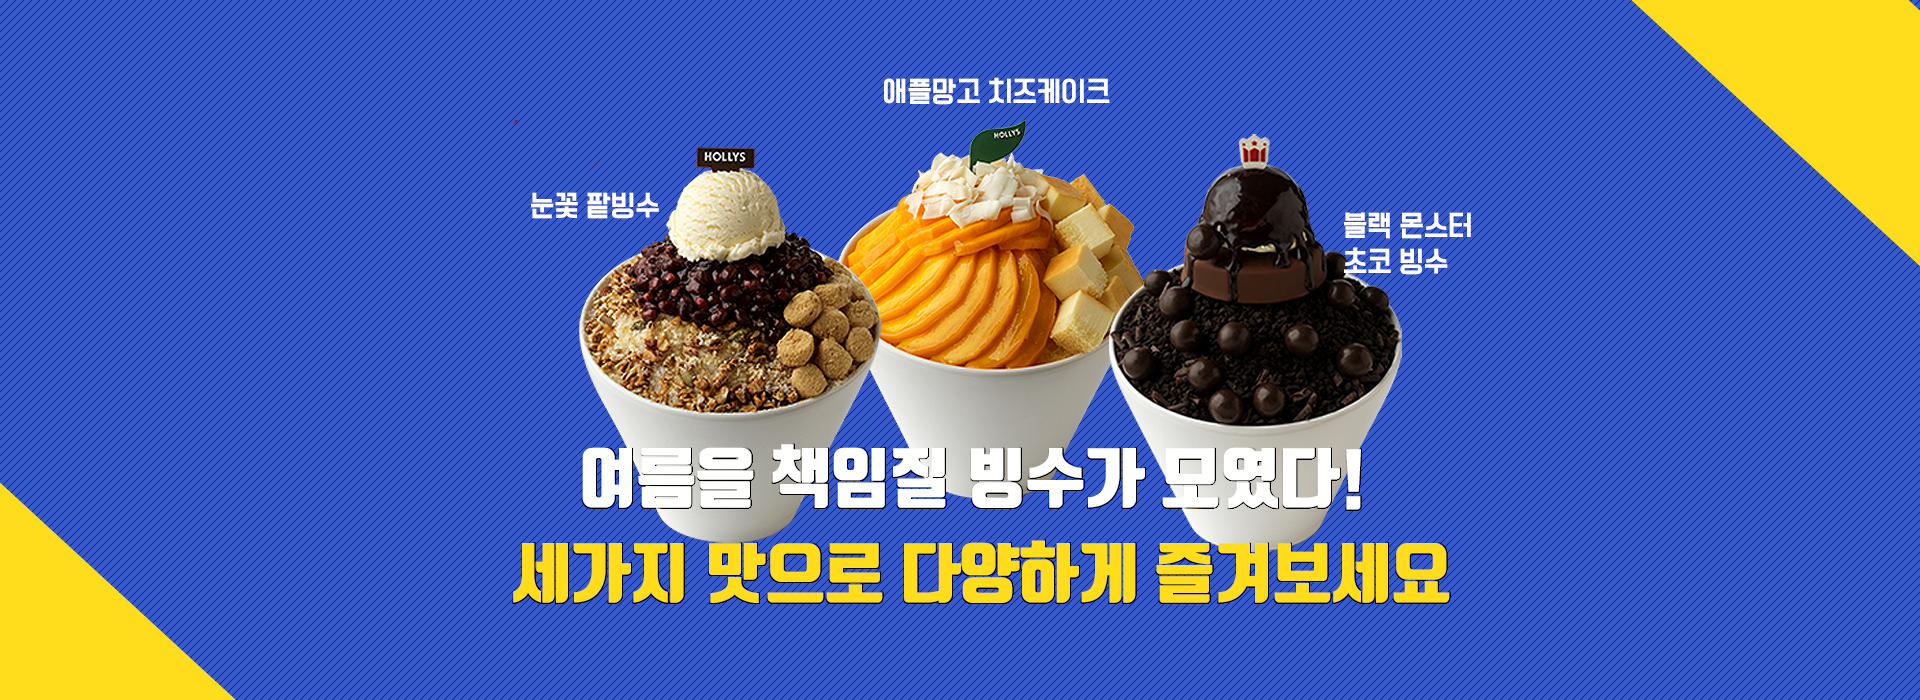 애플망고 치즈케이크
HOLLYS
HOLLYS
눈꽃 팥빙수
블랙 몬스터
초코 빙수
여름을 책임질 빙수가 모였다!
세가지 맛으로 다양하게 즐겨보세요